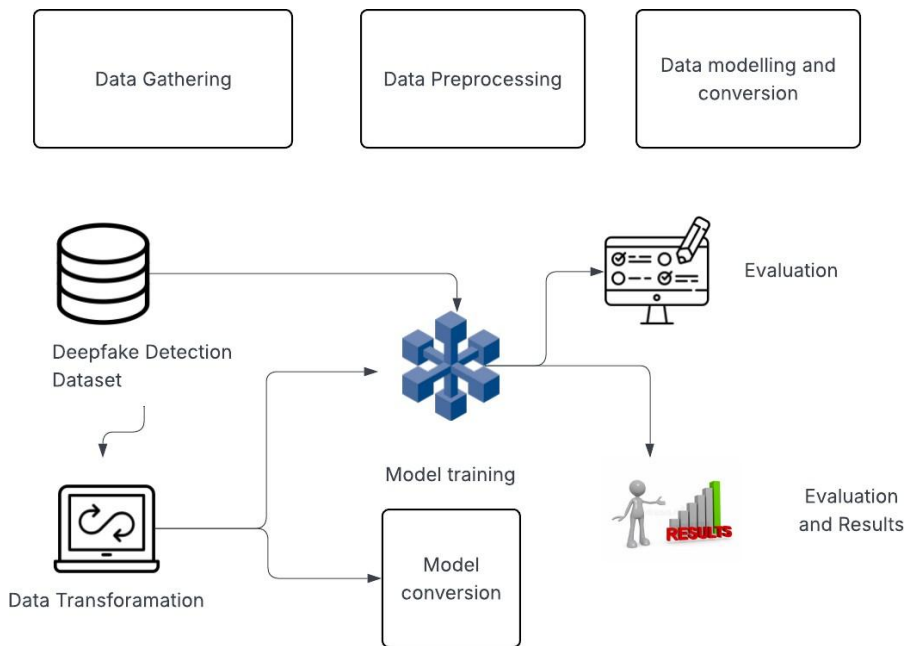 Data Gathering
Data Preprocessing
Data modelling and
conversion
Evaluation
Deepfake Detection
Dataset
Model training
Evaluation
and Results
RESULTS
Model
conversion
Data Transforamation